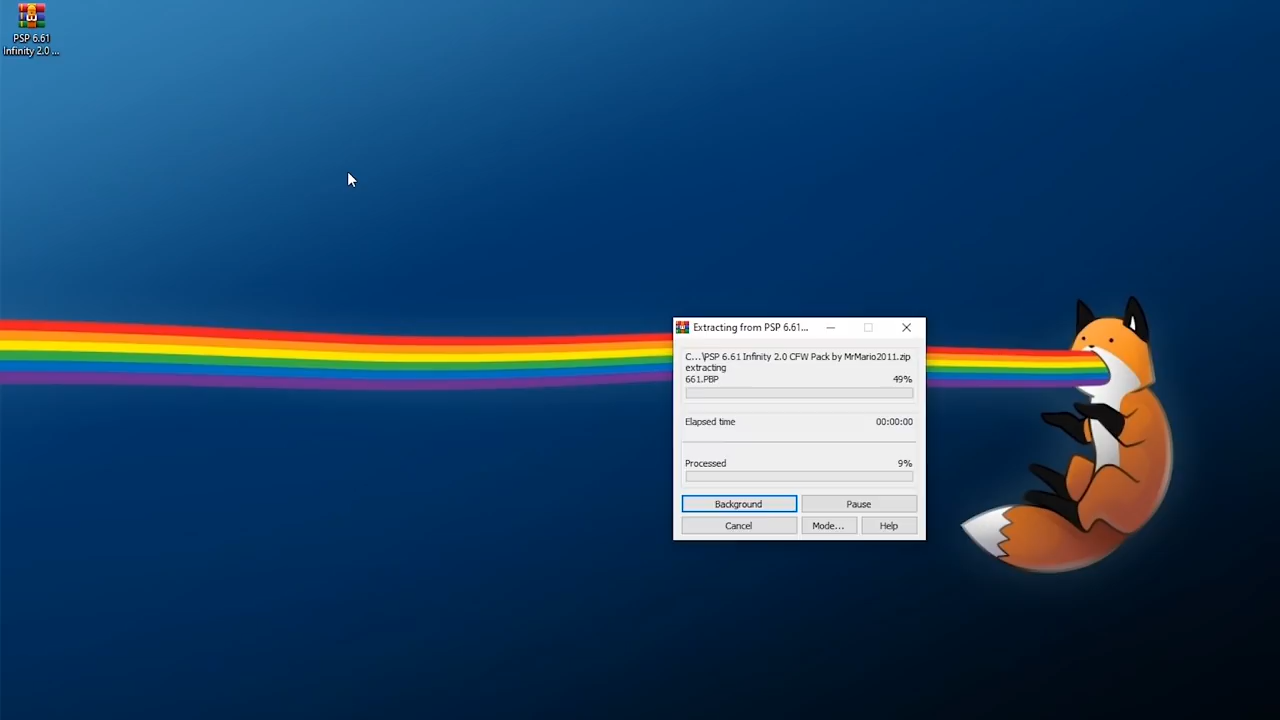 PSP 6.61
Infinity 2.0 ...
Extracting from PSP 6.61...
C...\PSP 6.61 Infinity 2.0 CFW Pack by MrMario2011.zip
extracting
661.PBP 49%
Elapsed time 00:00:00
Processed 9%
Background Pause
Cancel Mode... Help